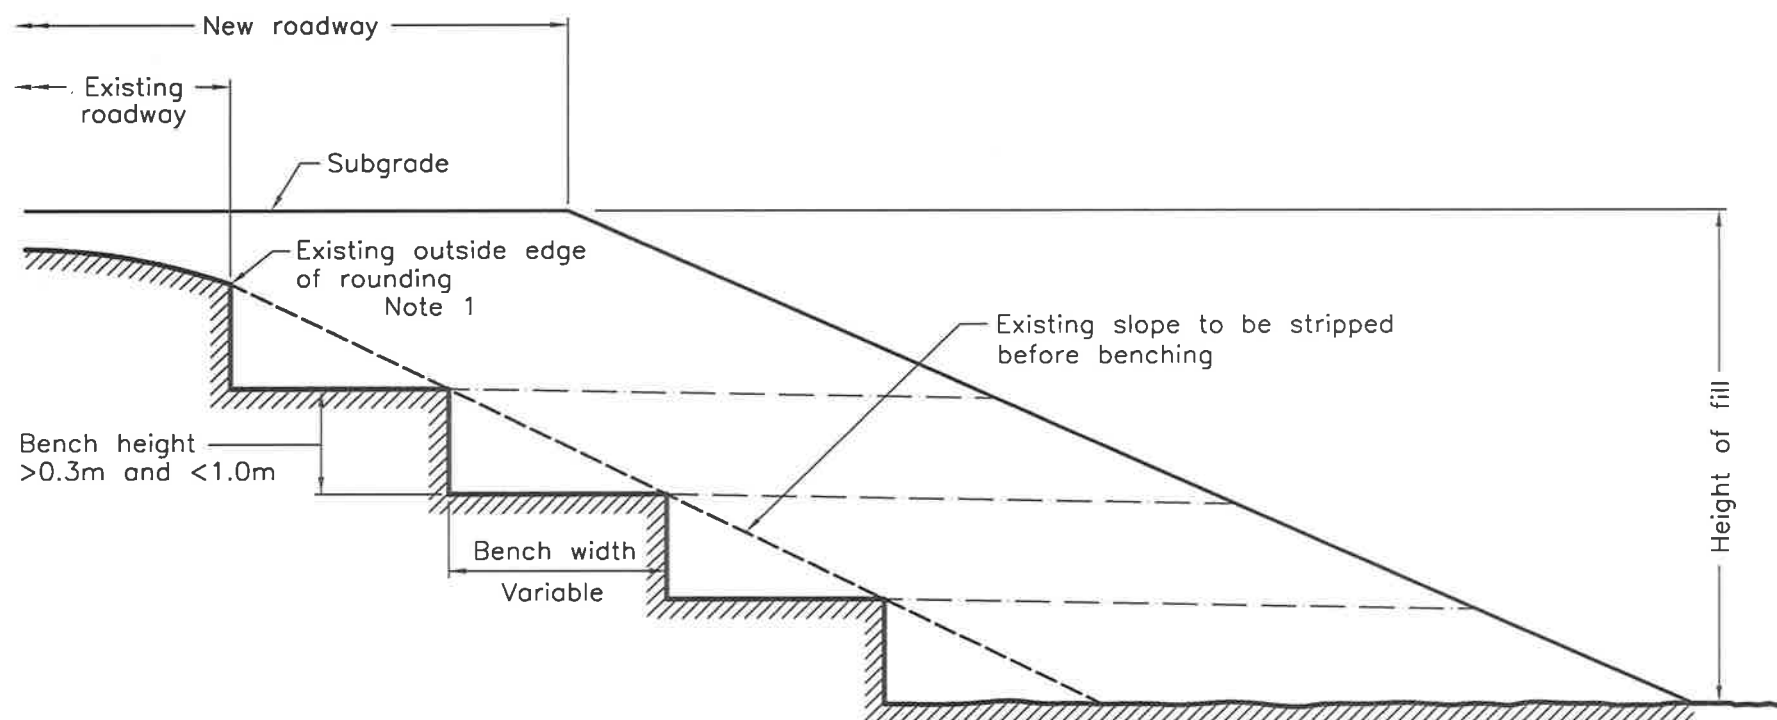 New roadway
Existing
roadway
Subgrade
Existing outside edge
of rounding
Note 1
Existing slope to be stripped
before benching
Height of fill
Bench height
>0.3m and <1.0m
Bench width
Variable